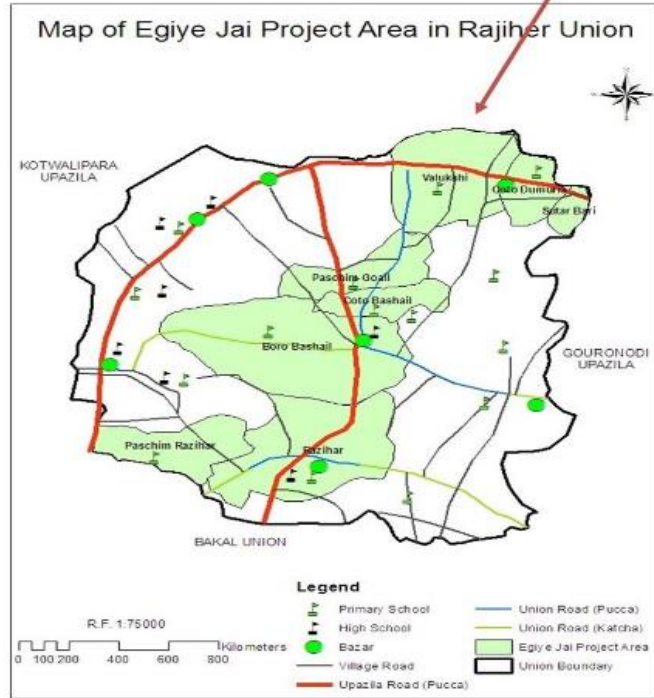 Map of Egiye Jai Project Area in Rajiher Union
KOTWALIPARA
UPAZILA
Valukshi
Coto Dumuria
Sutar Bari
Paschim Goail
Coto Bashail
Boro Bashail
GOURONODI
UPAZILA
Paschim Razihar
Razihar
BAKAL UNION
Legend
R.F. 1:75000
Kilometers
0 100 200 400 600 800
Primary School
High School
Bazar
Village Road
Upazila Road (Pucca)
Union Road (Pucca)
Union Road (Katcha)
Egiye Jai Project Area
Union Boundary